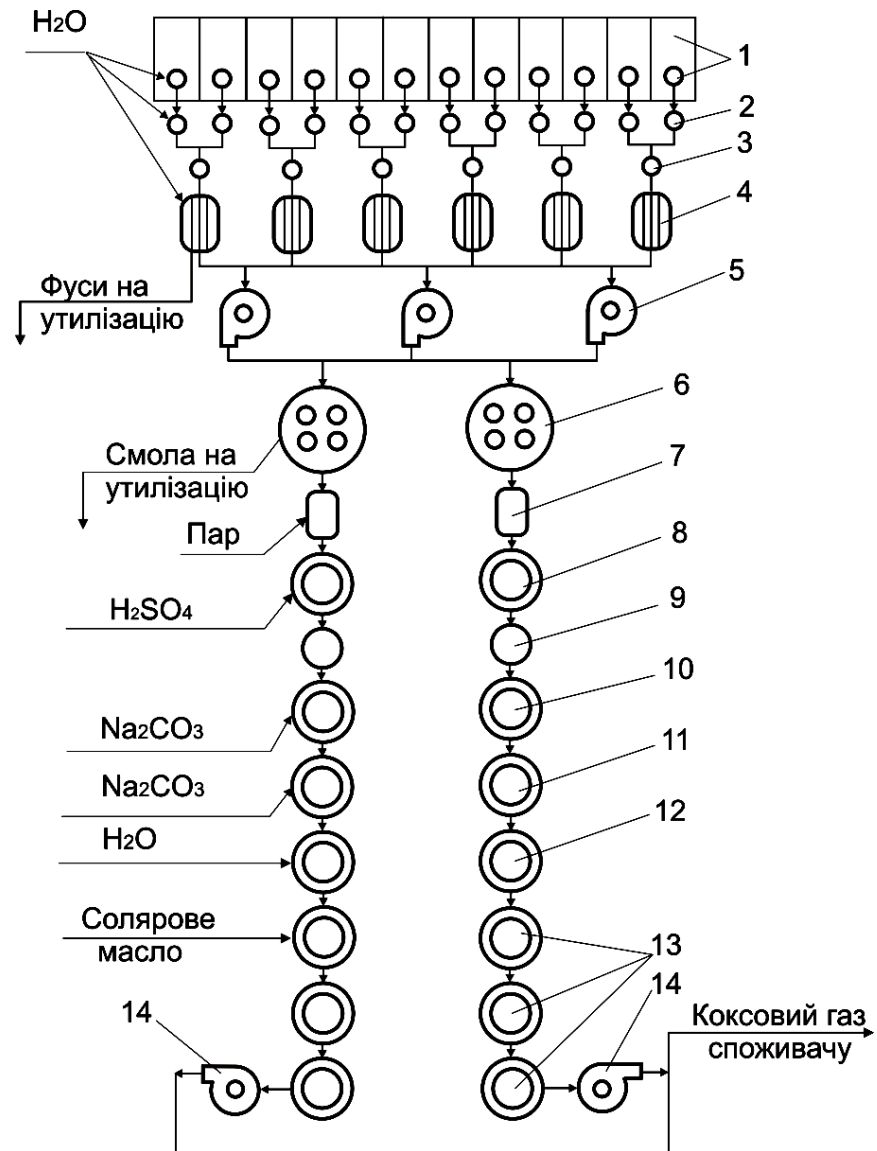 H₂O
1
2
3
4
5
Фуси на
утилізацію
6
Смола на
утилізацію
7
Пар
8
H₂SO₄
9
10
Na₂CO₃
11
Na₂CO₃
12
H₂O
Солярове
масло
13
14
14
Коксовий газ
споживачу